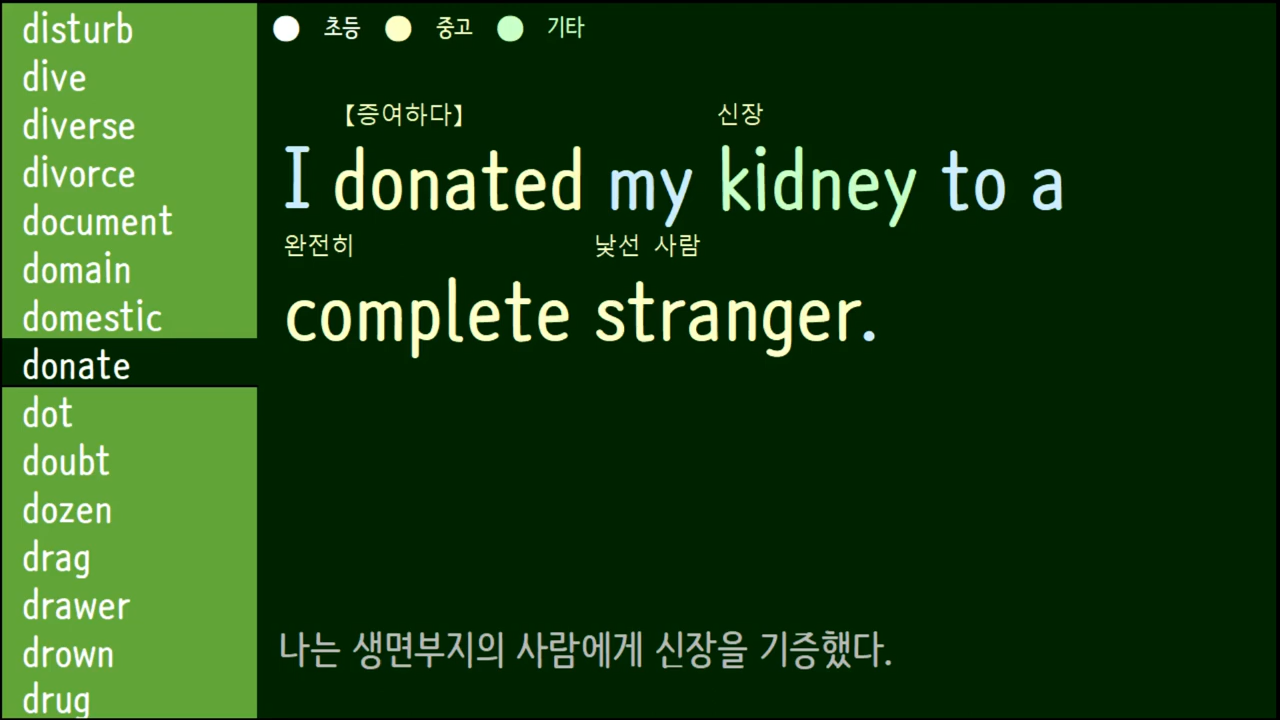 disturb
dive
diverse
divorce
document
domain
domestic
donate
dot
doubt
dozen
drag
drawer
drown
drug
초등 중고 기타
【증여하다】 신장
I donated my kidney to a
완전히 낯선 사람
complete stranger.
나는 생면부지의 사람에게 신장을 기증했다.